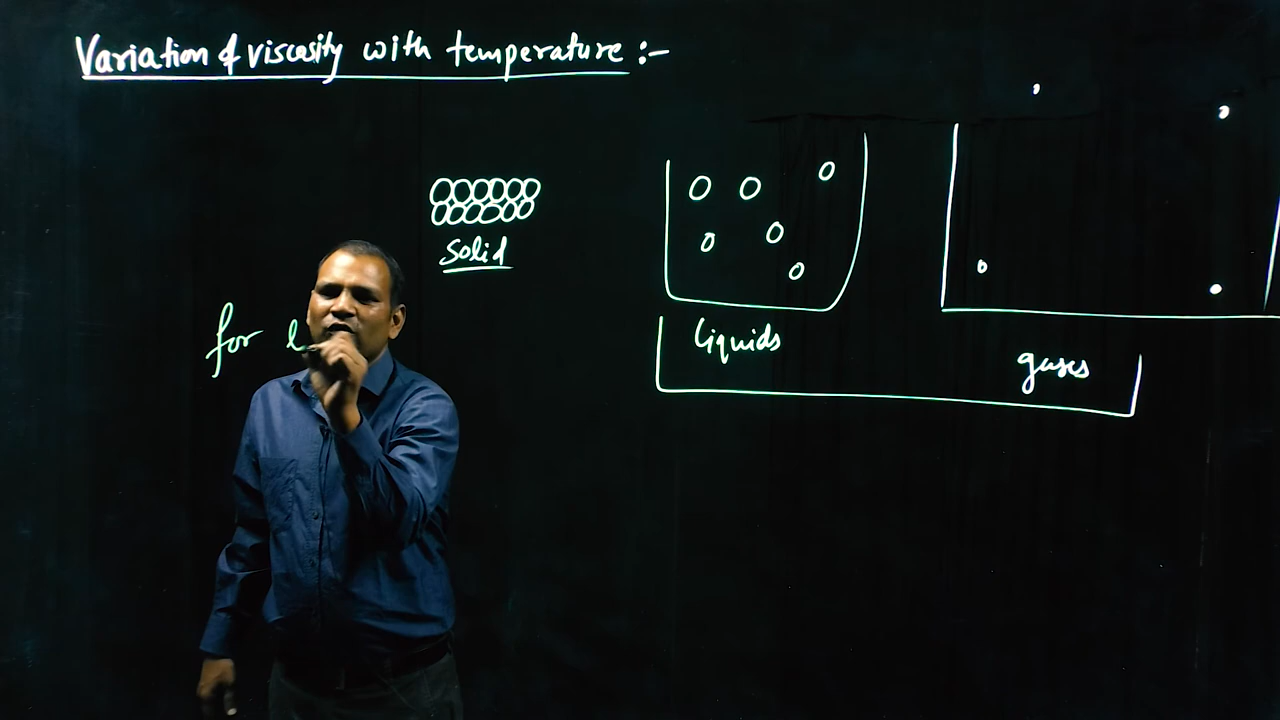 Variation of viscosity with temperature :-
solid
liquids
gases
for l